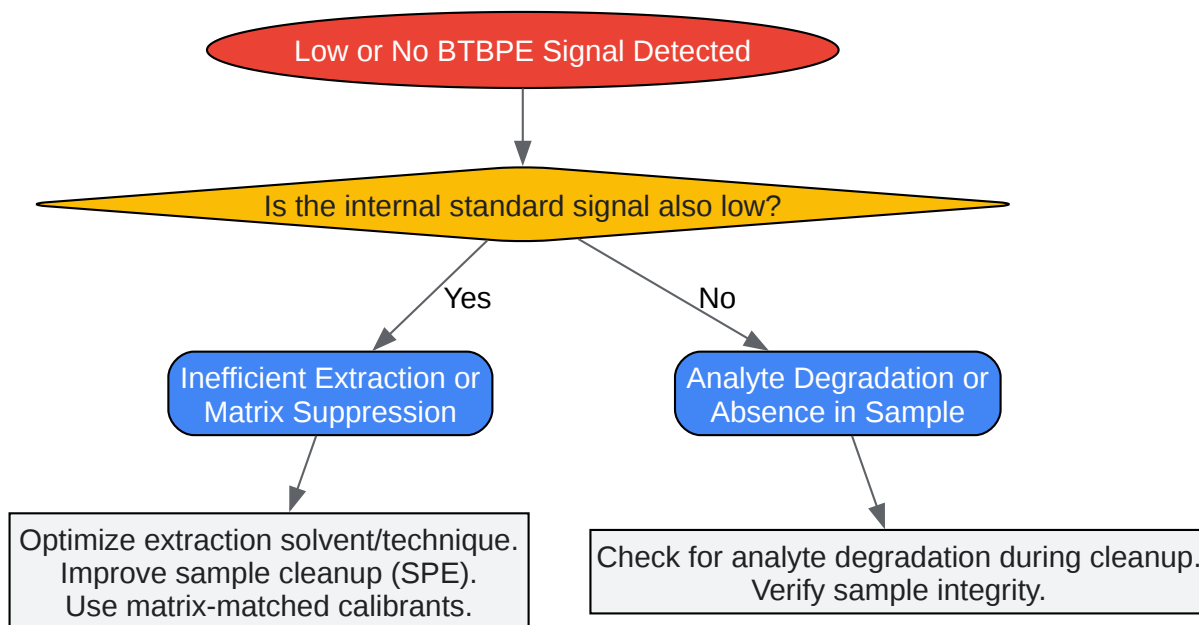 Low or No BTBPE Signal Detected
Is the internal standard signal also low?
Yes
No
Inefficient Extraction or
Matrix Suppression
Analyte Degradation or
Absence in Sample
Optimize extraction solvent/technique.
Improve sample cleanup (SPE).
Use matrix-matched calibrants.
Check for analyte degradation during cleanup.
Verify sample integrity.